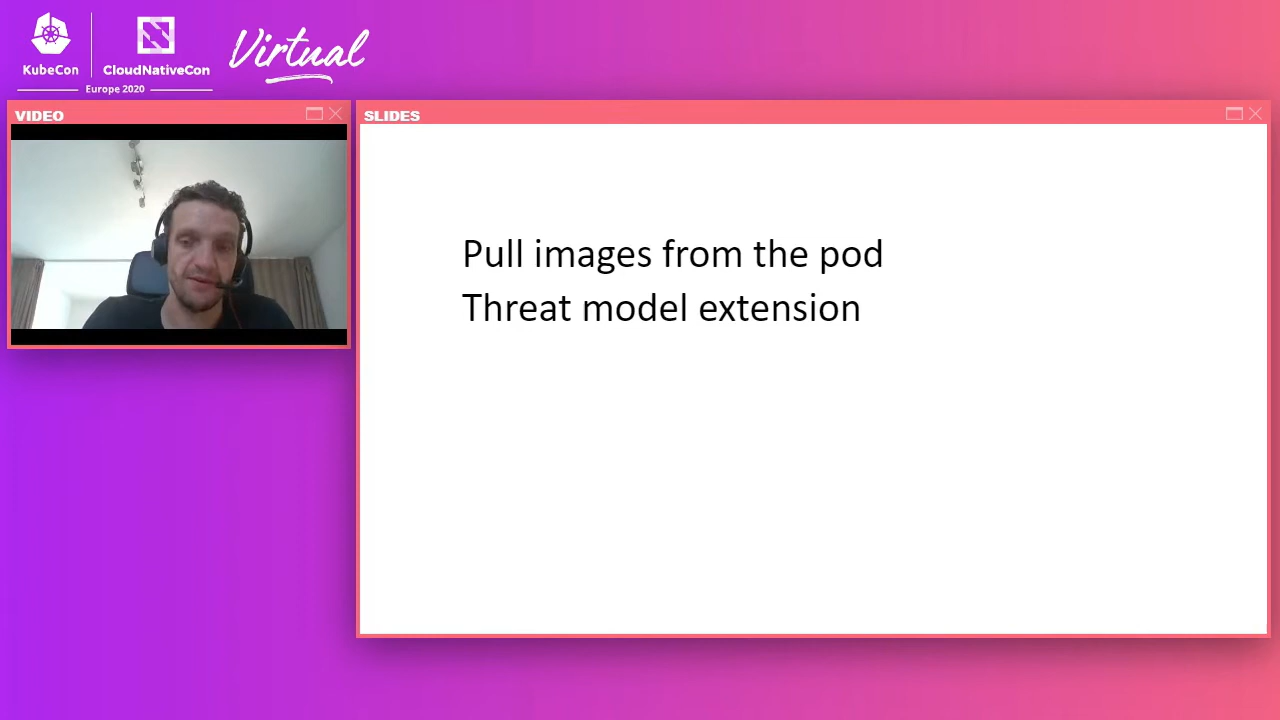 KubeCon
CloudNativeCon
Europe 2020
Virtual
VIDEO
SLIDES
Pull images from the pod
Threat model extension